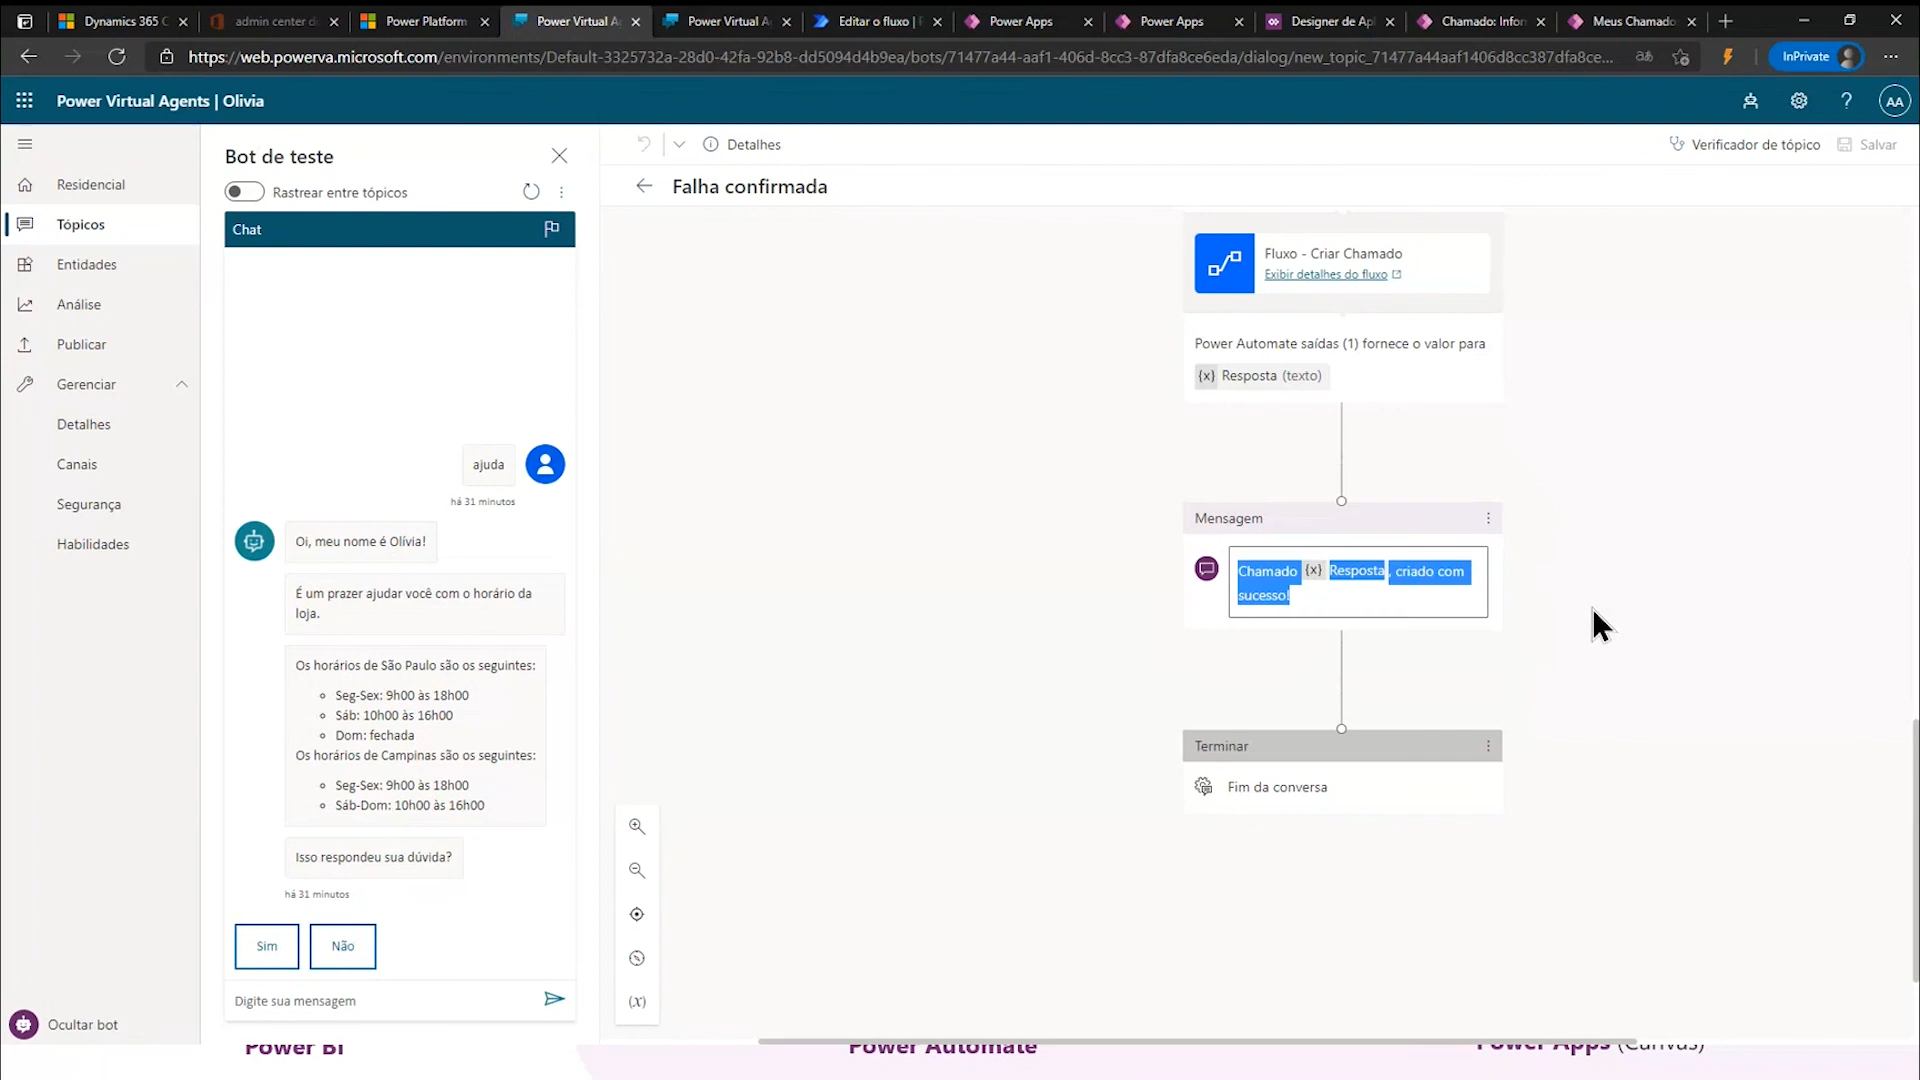 Dynamics 365 C
admin center d
Power Platform
Power Virtual A
Power Virtual A
Editar o fluxo | P
Power Apps
Power Apps
Designer de Apl
Chamado: Infor
Meus Chamado
https://web.powerva.microsoft.com/environments/Default-3325732a-28d0-42fa-92b8-dd5094d4b9ea/bots/71477a44-aaf1-406d-8cc3-87dfa8ce6eda/dialog/new_topic_71477a44aaf1406d8cc387dfa8ce...
InPrivate
Power Virtual Agents | Olivia
AA
Residencial
Tópicos
Entidades
Análise
Publicar
Gerenciar
Detalhes
Canais
Segurança
Habilidades
Ocultar bot
Bot de teste
Rastrear entre tópicos
Chat
ajuda
há 31 minutos
Oi, meu nome é Olívia!
É um prazer ajudar você com o horário da
loja.
Os horários de São Paulo são os seguintes:
Seg-Sex: 9h00 às 18h00
Sáb: 10h00 às 16h00
Dom: fechada
Os horários de Campinas são os seguintes:
Seg-Sex: 9h00 às 18h00
Sáb-Dom: 10h00 às 16h00
Isso respondeu sua dúvida?
há 31 minutos
Sim
Não
Digite sua mensagem
Detalhes
Verificador de tópico
Salvar
Falha confirmada
Fluxo - Criar Chamado
Exibir detalhes do fluxo
Power Automate saídas (1) fornece o valor para
{x} Resposta (texto)
Mensagem
Chamado {x} Resposta , criado com
sucesso!
Terminar
Fim da conversa
(x)
Power BI
Power Automate
Power Apps (Canvas)